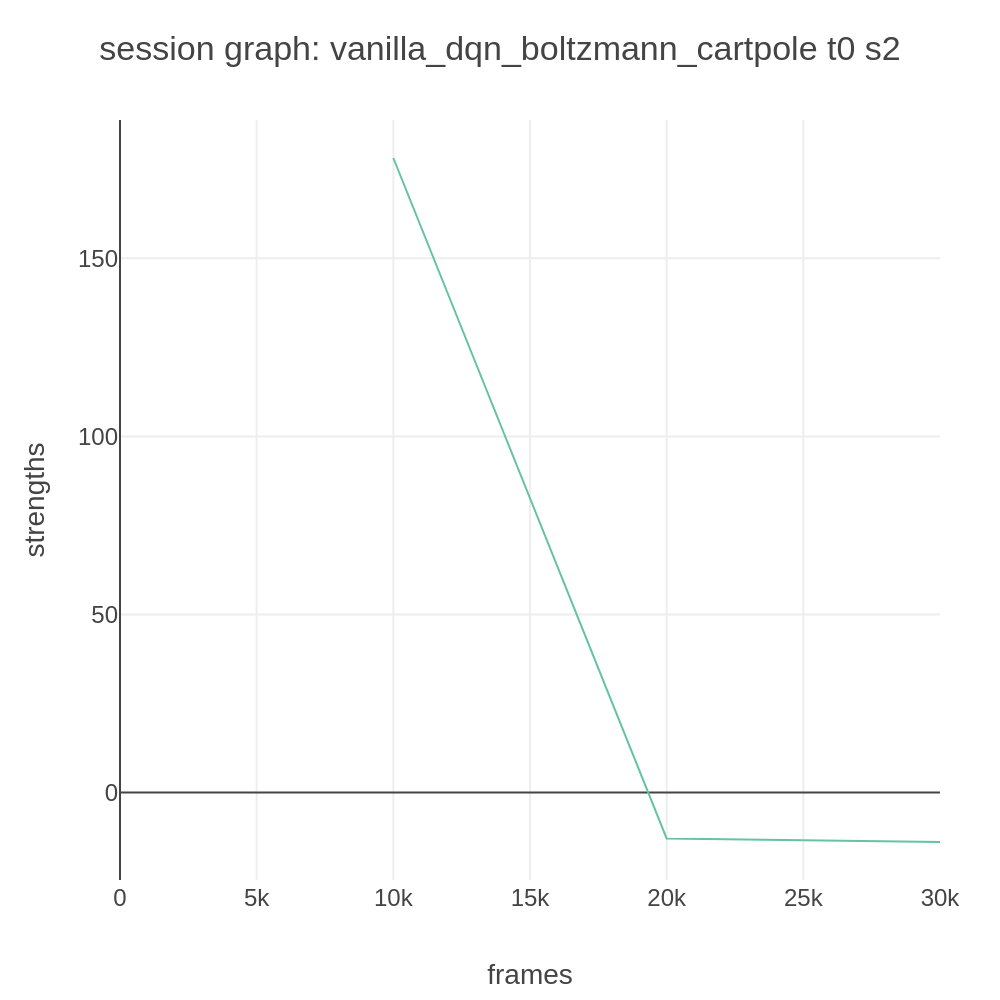 session graph: vanilla_dqn_boltzmann_cartpole t0 s2
150
100
50
0
strengths
0
5k
10k
15k
20k
25k
30k
frames